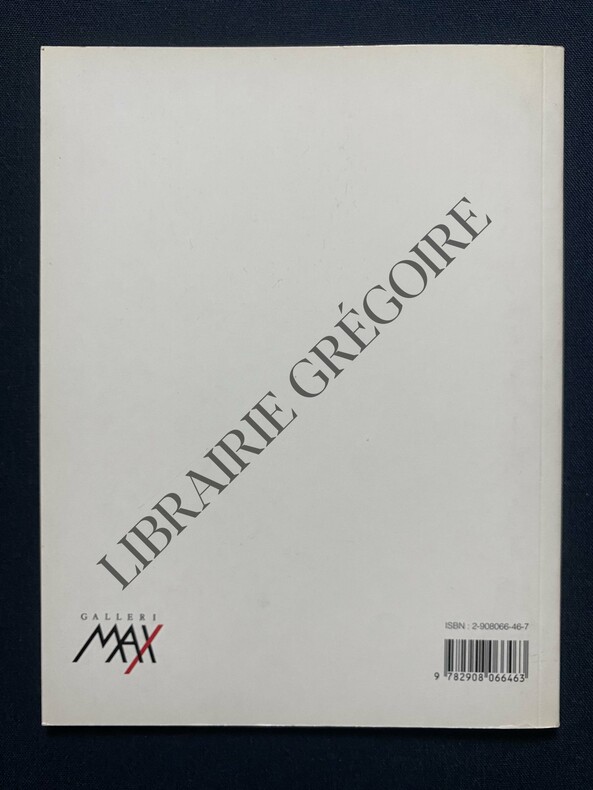 LIBRAIRIE GRÉGOIRE
GALLERI
MAX
ISBN : 2-908066-46-7
9 782908 066463